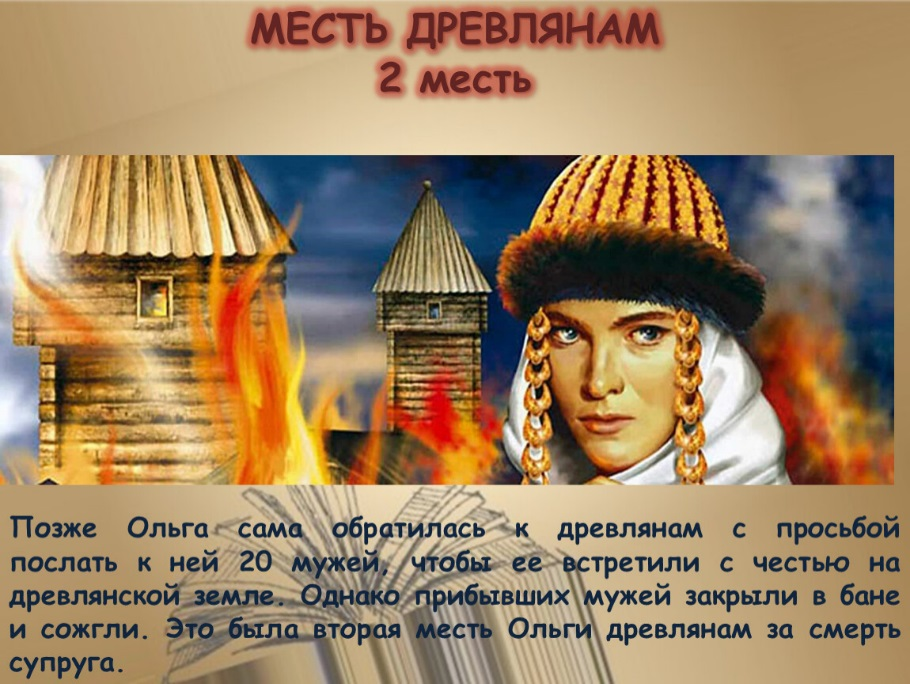 МЕСТЬ ДРЕВЛЯНАМ
2 месть
Позже Ольга сама обратилась к древлянам с просьбой
послать к ней 20 мужей, чтобы ее встретили с честью на
древлянской земле. Однако прибывших мужей закрыли в бане
и сожгли. Это была вторая месть Ольги древлянам за смерть
супруга.